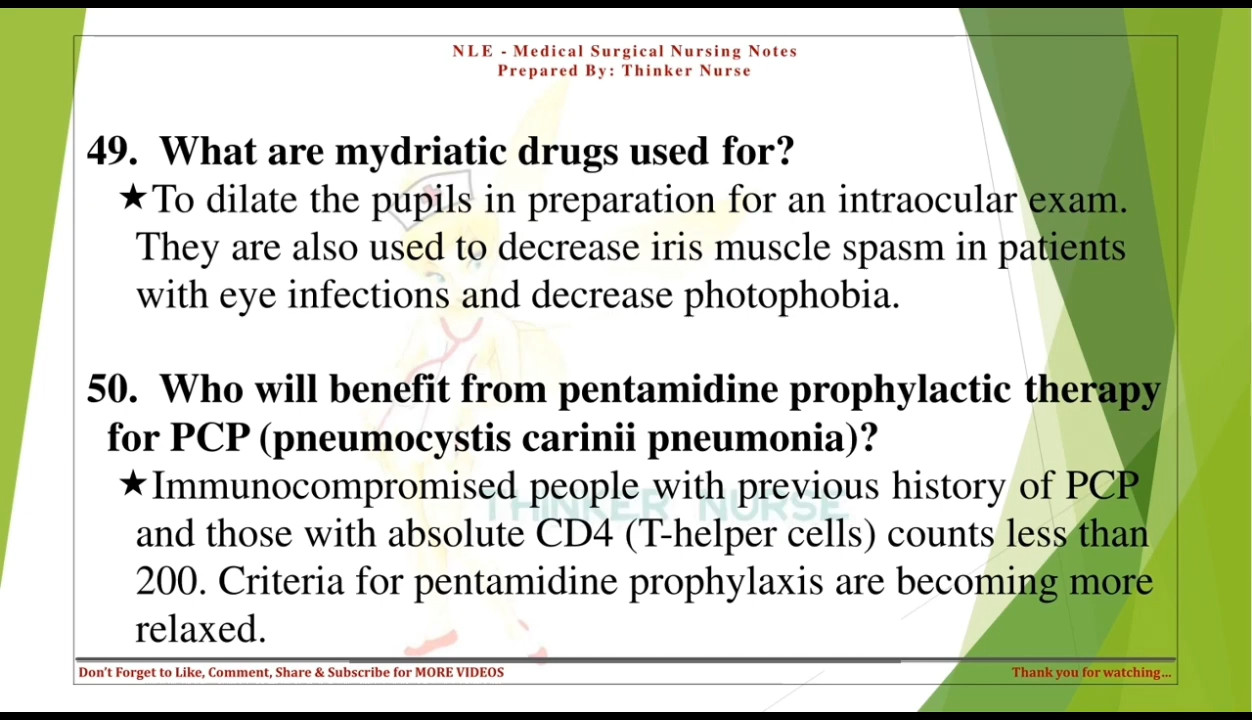 NLE - Medical Surgical Nursing Notes
Prepared By: Thinker Nurse
49. What are mydriatic drugs used for?
★To dilate the pupils in preparation for an intraocular exam.
They are also used to decrease iris muscle spasm in patients
with eye infections and decrease photophobia.
50. Who will benefit from pentamidine prophylactic therapy
for PCP (pneumocystis carinii pneumonia)?
★Immunocompromised people with previous history of PCP
THINKER NURSE
and those with absolute CD4 (T-helper cells) counts less than
200. Criteria for pentamidine prophylaxis are becoming more
relaxed.
Don't Forget to Like, Comment, Share & Subscribe for MORE VIDEOS
Thank you for watching...